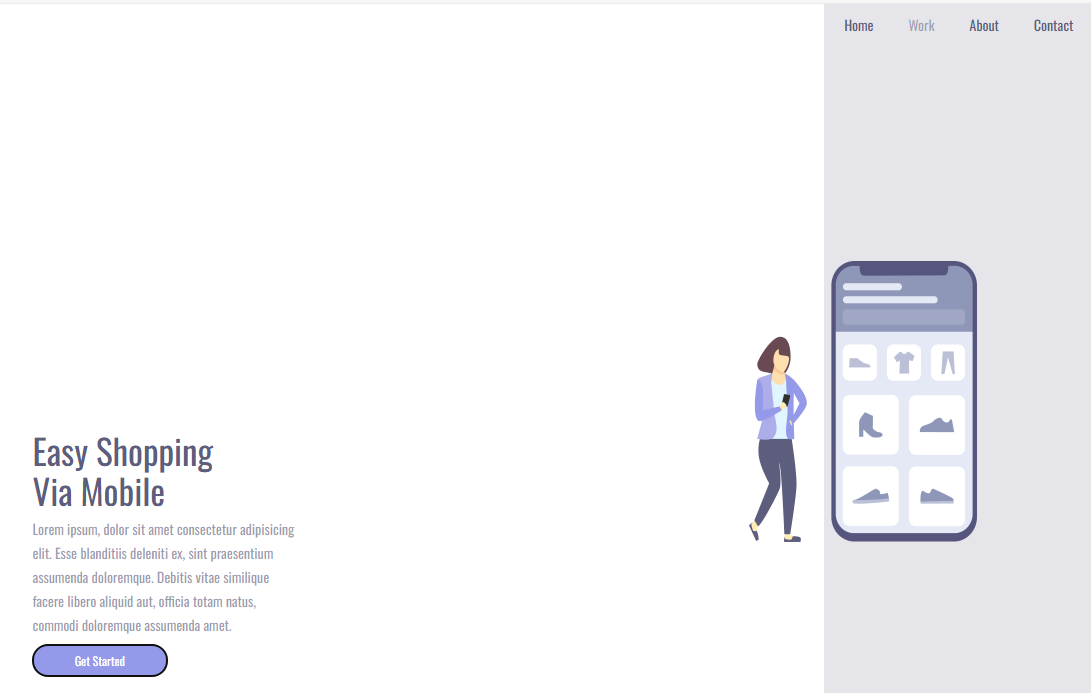 Home
Work
About
Contact
Easy Shopping
Via Mobile
Lorem ipsum, dolor sit amet consectetur adipisicing
elit. Esse blanditiis deleniti ex, sint praesentium
assumenda doloremque. Debitis vitae similique
facere libero aliquid aut, officia totam natus,
commodi doloremque assumenda amet.
Get Started